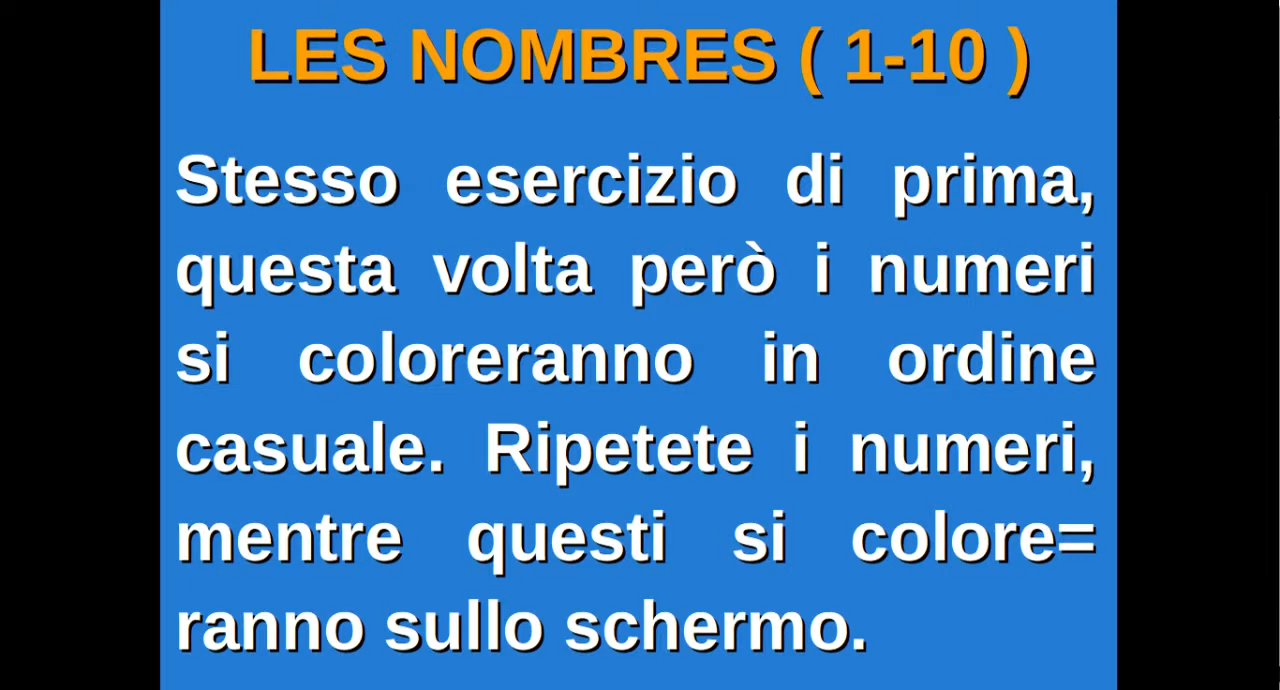 LES NOMBRES ( 1-10 )
Stesso esercizio di prima,
questa volta però i numeri
si coloreranno in ordine
casuale. Ripetete i numeri,
mentre questi si colore=
ranno sullo schermo.